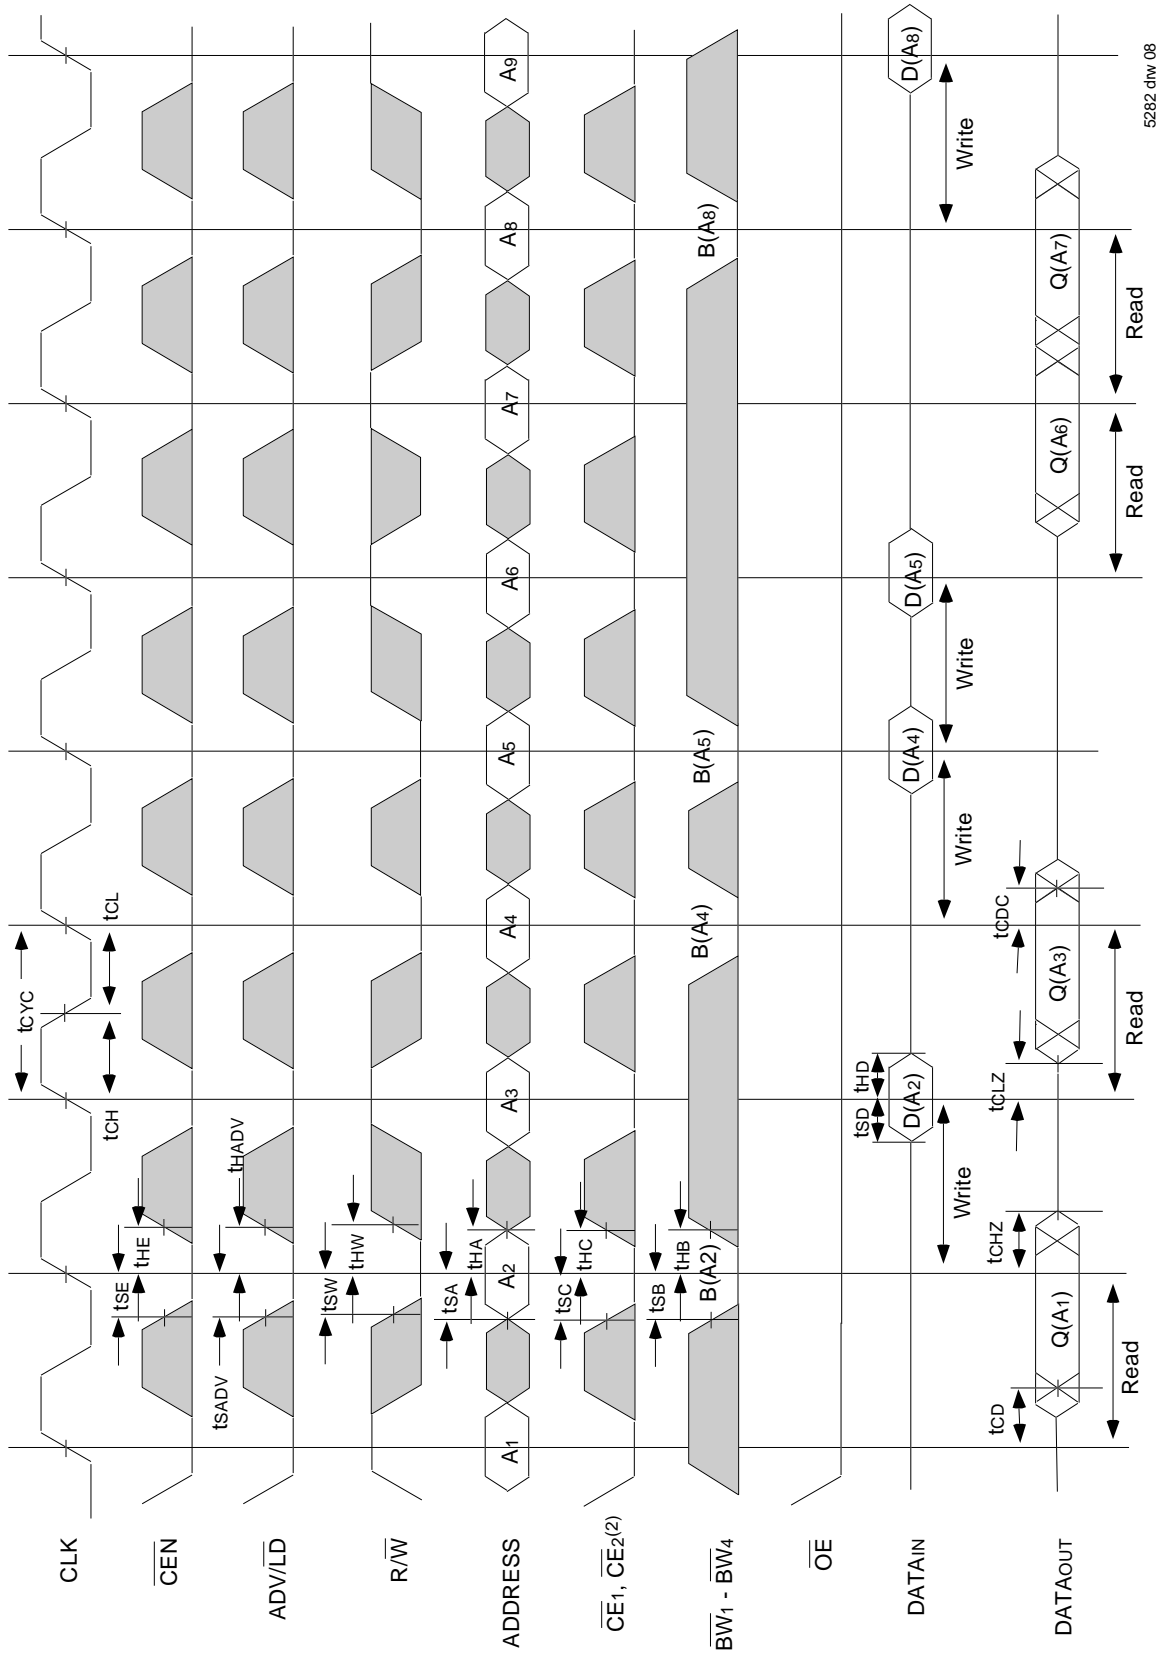 CLK
tCYC
tCH
tCL
CEN
tSE
tHE
ADV/LD
tSADV
tHADV
R/W
tSW
tHW
ADDRESS
A1
tSA
tHA
A2
A3
A4
A5
A6
A7
A8
A9
CE1, CE2(2)
tSC
tHC
BW1 - BW4
tSB
tHB
B(A2)
B(A4)
B(A5)
B(A8)
OE
DATAIN
tSD
tHD
D(A2)
D(A4)
D(A5)
D(A8)
Write
Write
Write
Write
DATAOUT
tCD
Q(A1)
tCHZ
tCLZ
Q(A3)
tCDC
Q(A6)
Q(A7)
Read
Read
Read
Read
5282 drw 08